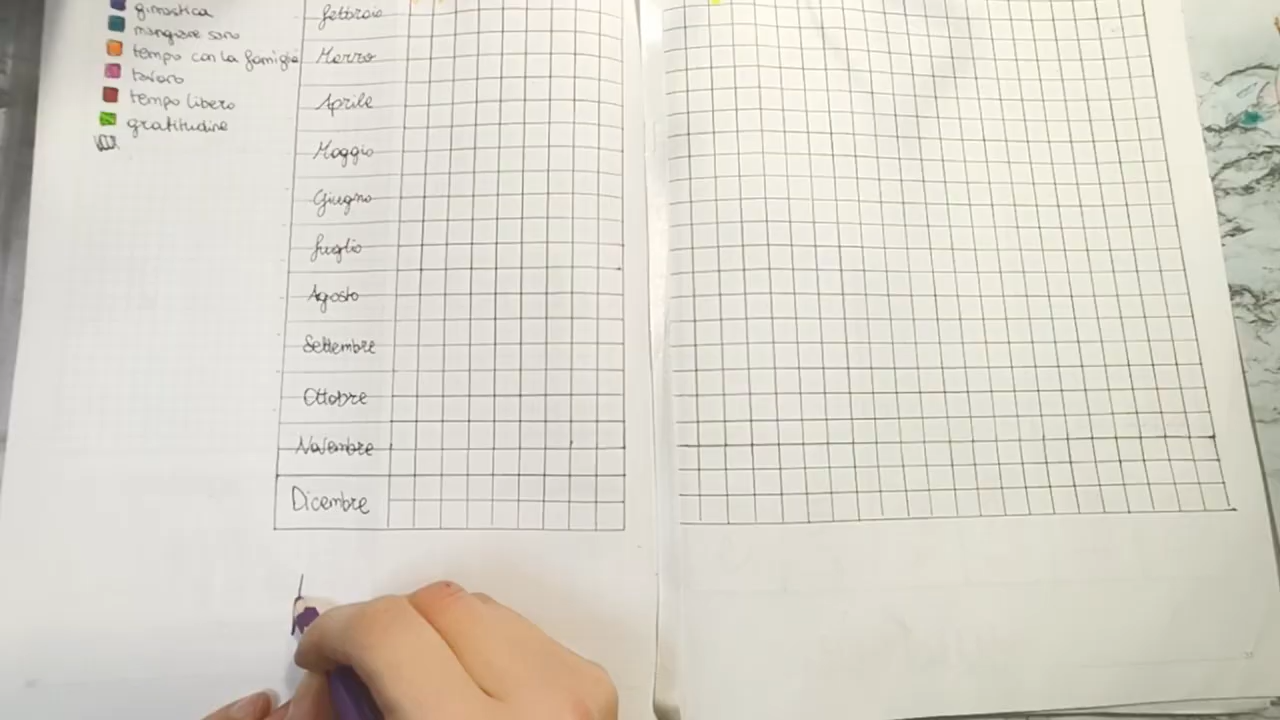 ginnastica
mangiare sano
tempo con la famiglia
lavoro
tempo libero
gratitudine
Febbraio
Marzo
Aprile
Maggio
Giugno
Luglio
Agosto
Settembre
Ottobre
Novembre
Dicembre